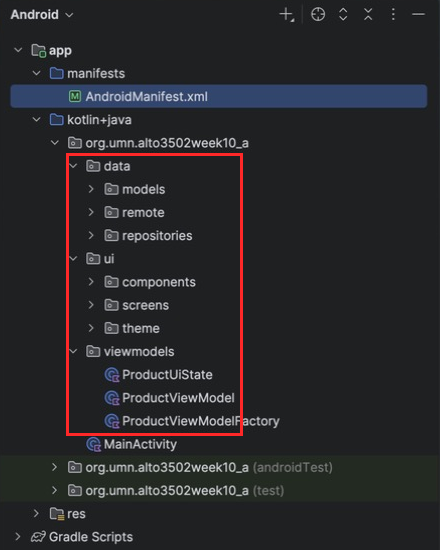 Android
app
manifests
AndroidManifest.xml
kotlin+java
org.umn.alto3502week10_a
data
models
remote
repositories
ui
components
screens
theme
viewmodels
ProductUiState
ProductViewModel
ProductViewModelFactory
MainActivity
org.umn.alto3502week10_a (androidTest)
org.umn.alto3502week10_a (test)
res
Gradle Scripts